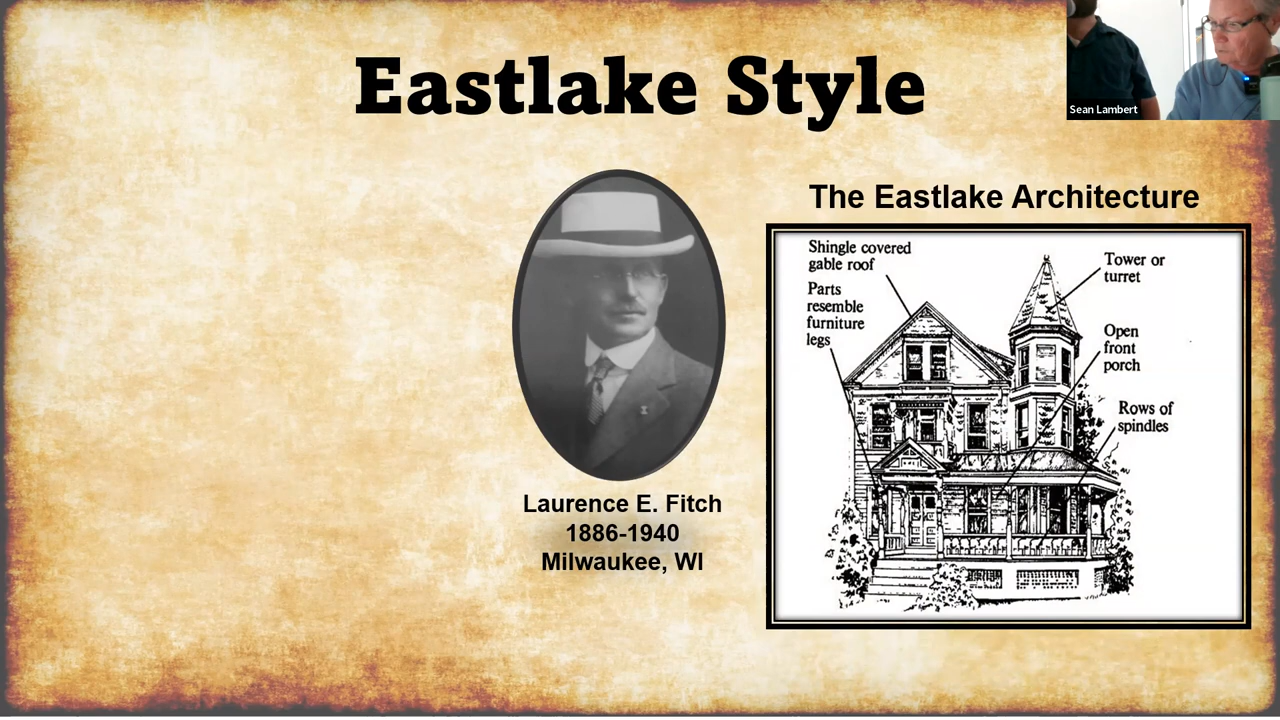 Eastlake Style
Sean Lambert
The Eastlake Architecture
Shingle covered
gable roof
Parts
resemble
furniture
legs
Tower or
turret
Open
front
porch
Rows of
spindles
Laurence E. Fitch
1886-1940
Milwaukee, WI